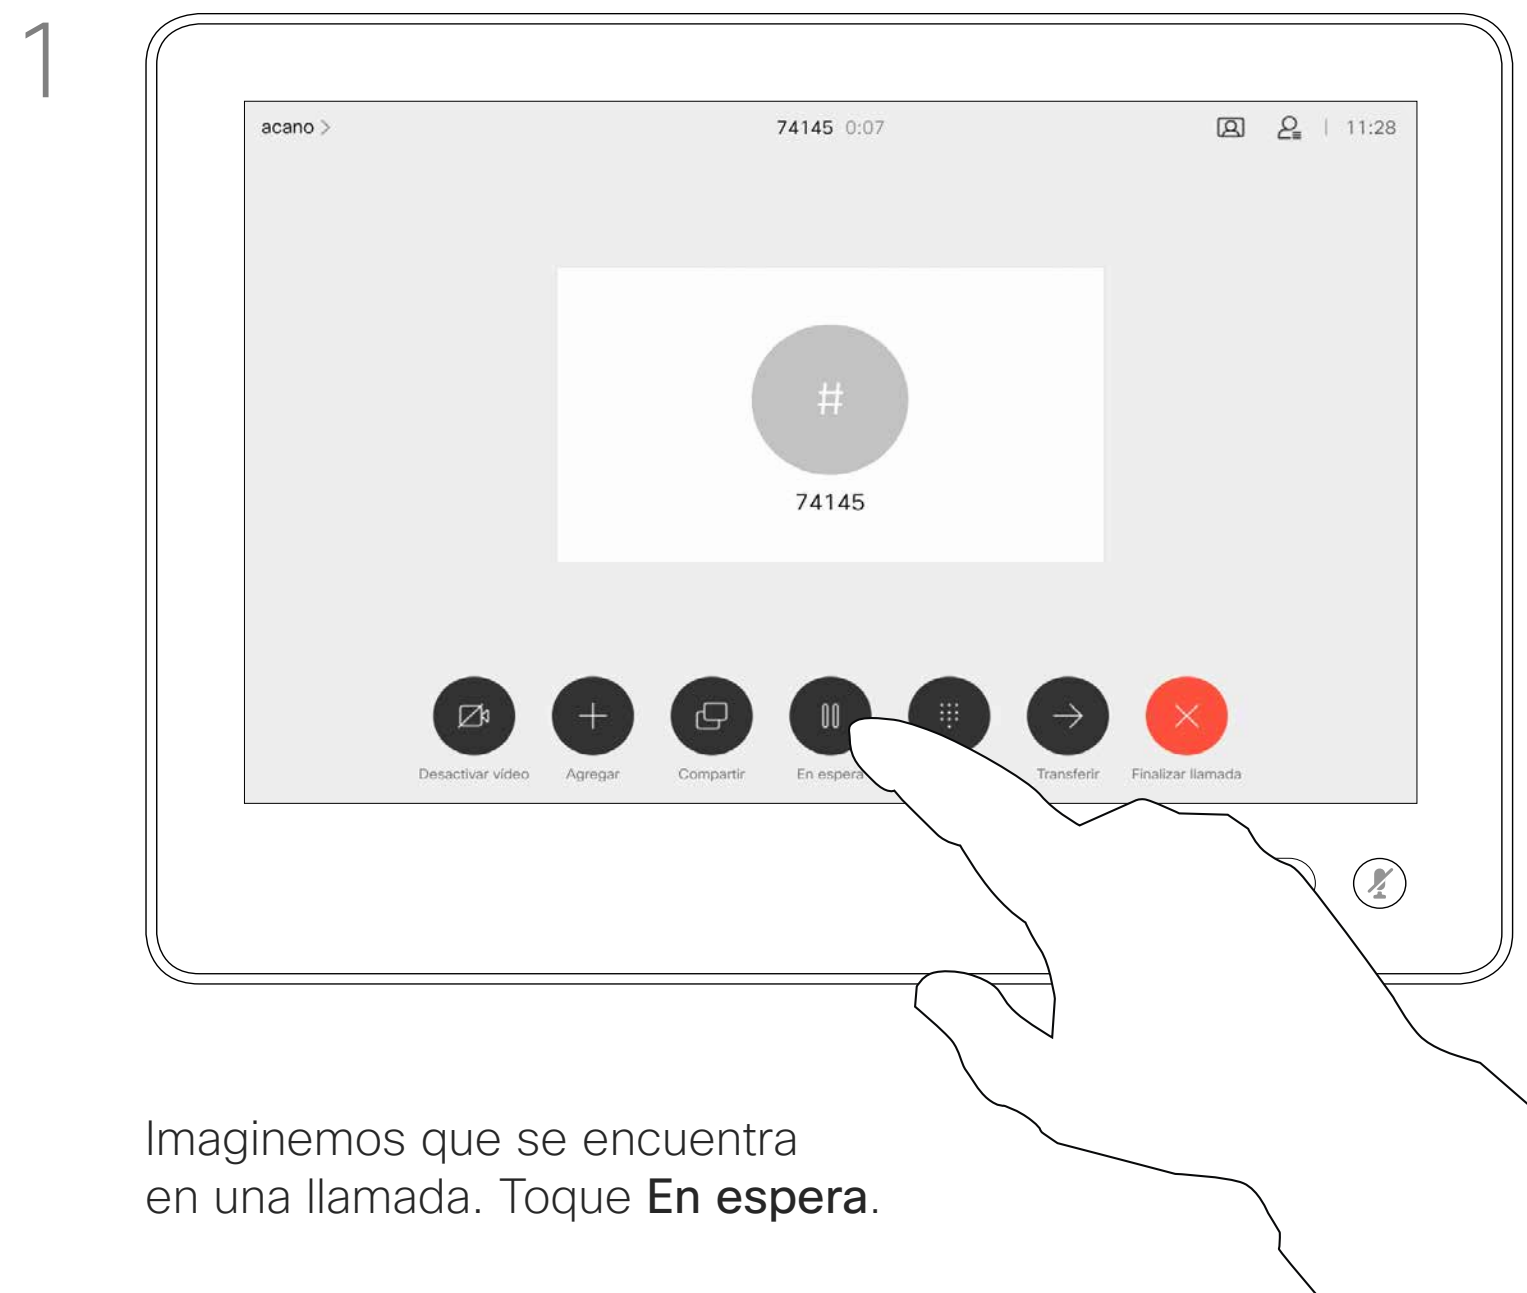 1
acano >
74145 0:07
11:28
#
74145
Desactivar vídeo
Agregar
Compartir
En espera
Transferir
Finalizar llamada
Imaginemos que se encuentra
en una llamada. Toque En espera.